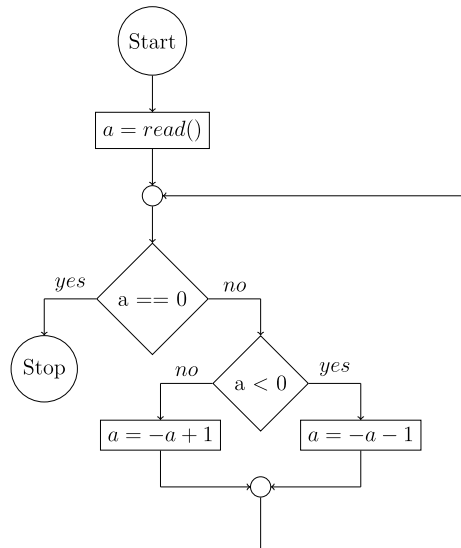 Start
a = read()
yes
a == 0
no
Stop
no
a < 0
yes
a = −a + 1
a = −a − 1